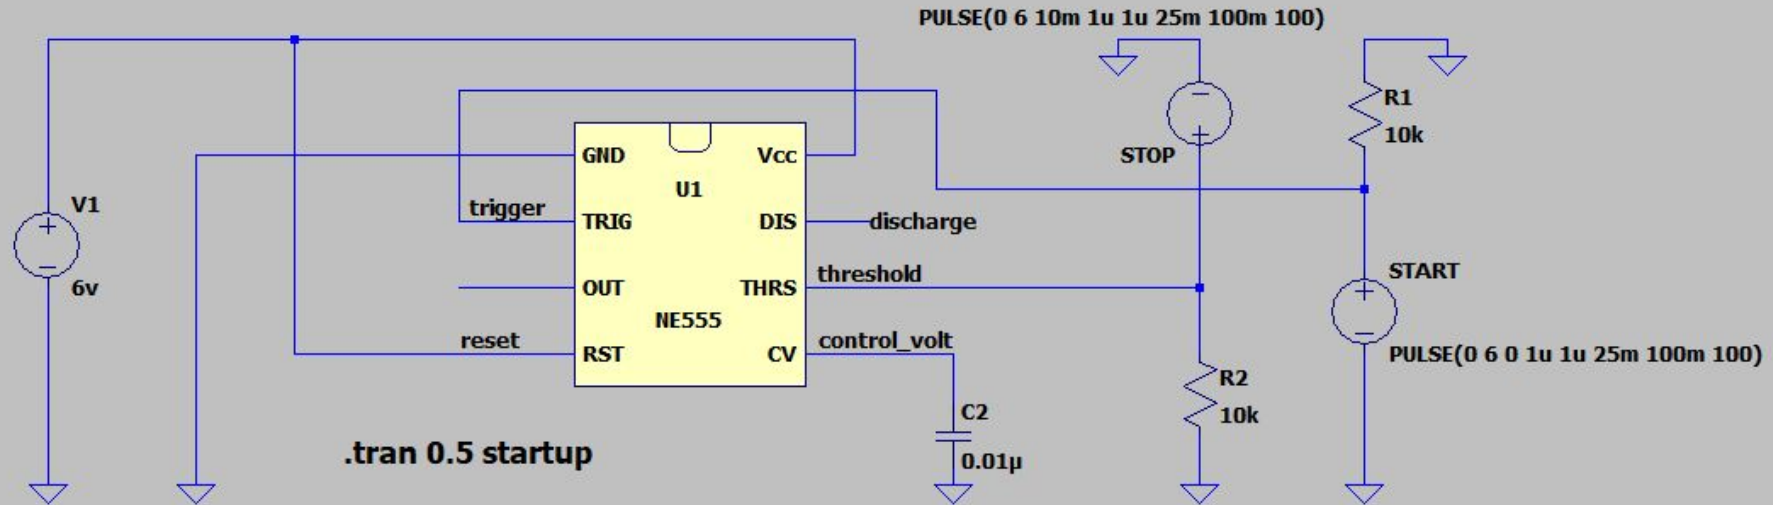 PULSE(0 6 10m 1u 1u 25m 100m 100)
R1
10k
STOP
GND
Vcc
U1
V1
trigger
TRIG
DIS
discharge
START
threshold
6v
OUT
THRS
NE555
reset
RST
CV
control_volt
PULSE(0 6 0 1u 1u 25m 100m 100)
R2
10k
C2
0.01µ
.tran 0.5 startup